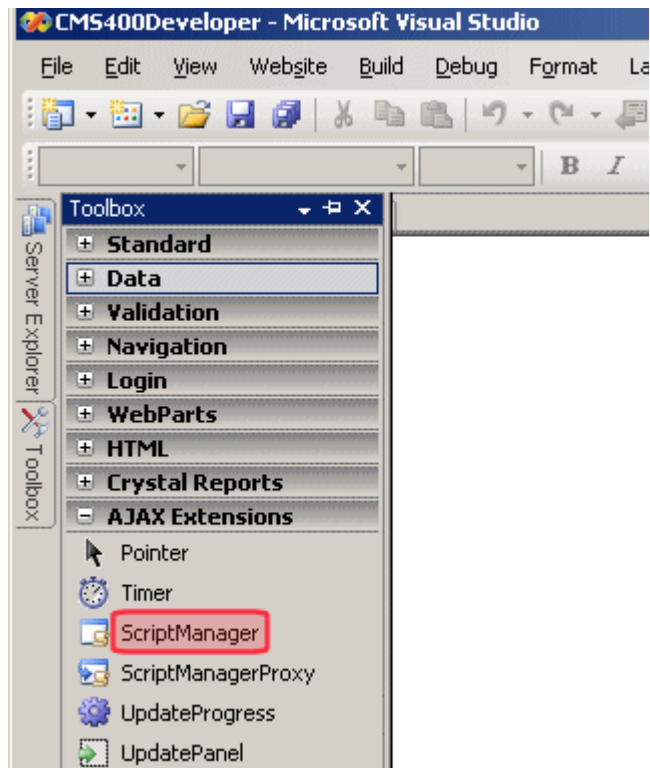 CMS400Developer - Microsoft Visual Studio
File Edit View Website Build Debug Format
B I
Toolbox
Server Explorer
Toolbox
Standard
Data
Validation
Navigation
Login
WebParts
HTML
Crystal Reports
AJAX Extensions
Pointer
Timer
ScriptManager
ScriptManagerProxy
UpdateProgress
UpdatePanel